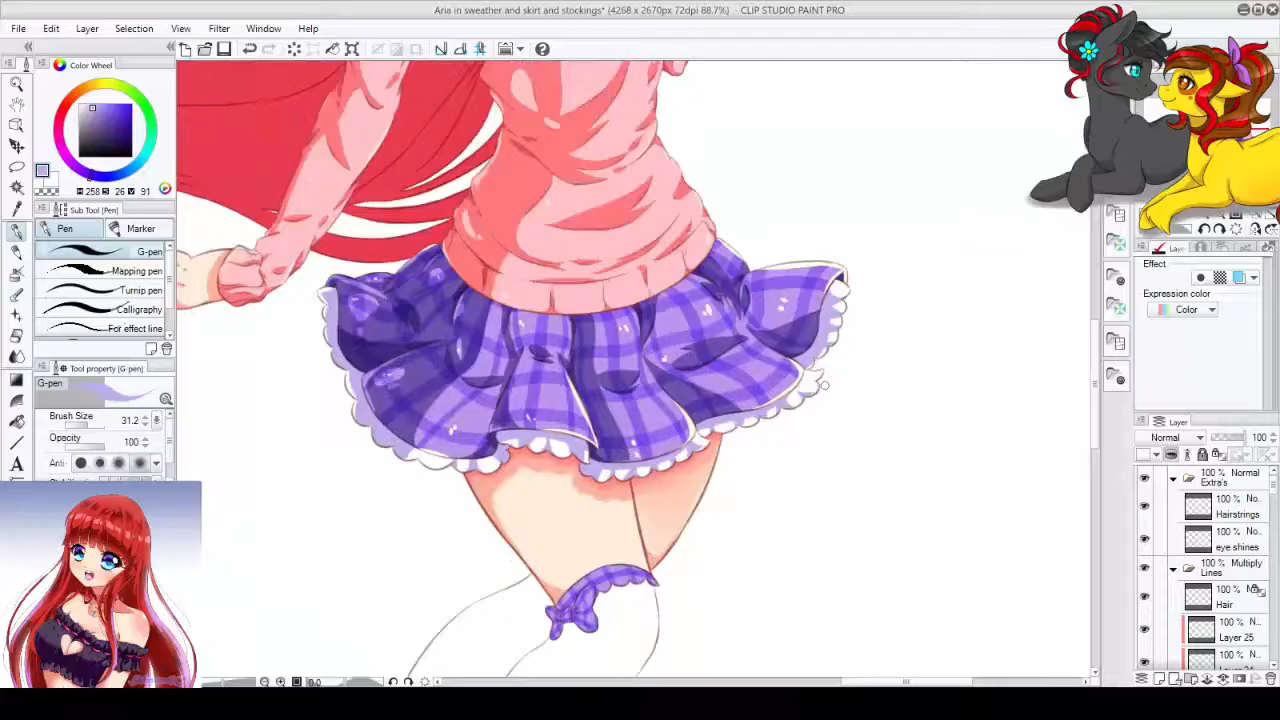 Aria in sweather and skirt and stockings* (4268 x 2670px 72dpi 88.7%) - CLIP STUDIO PAINT PRO
File Edit Layer Selection View Filter Window Help
Color Wheel
258 26 91
Sub Tool [Pen]
Pen Marker
G-pen
Mapping pen
Turnip pen
Calligraphy
For effect line
Tool property [G-pen]
G-pen
Brush Size
31.2
Opacity
100
Anti-
0.0
Effect
Expression color
Color
Layer
Normal 100
100 % Normal
Extra's
100 % No..
Hairstrings
100 % No..
eye shines
100 % Multiply
Lines
100 %
Hair
100 % N..
Layer 25
100 % N..